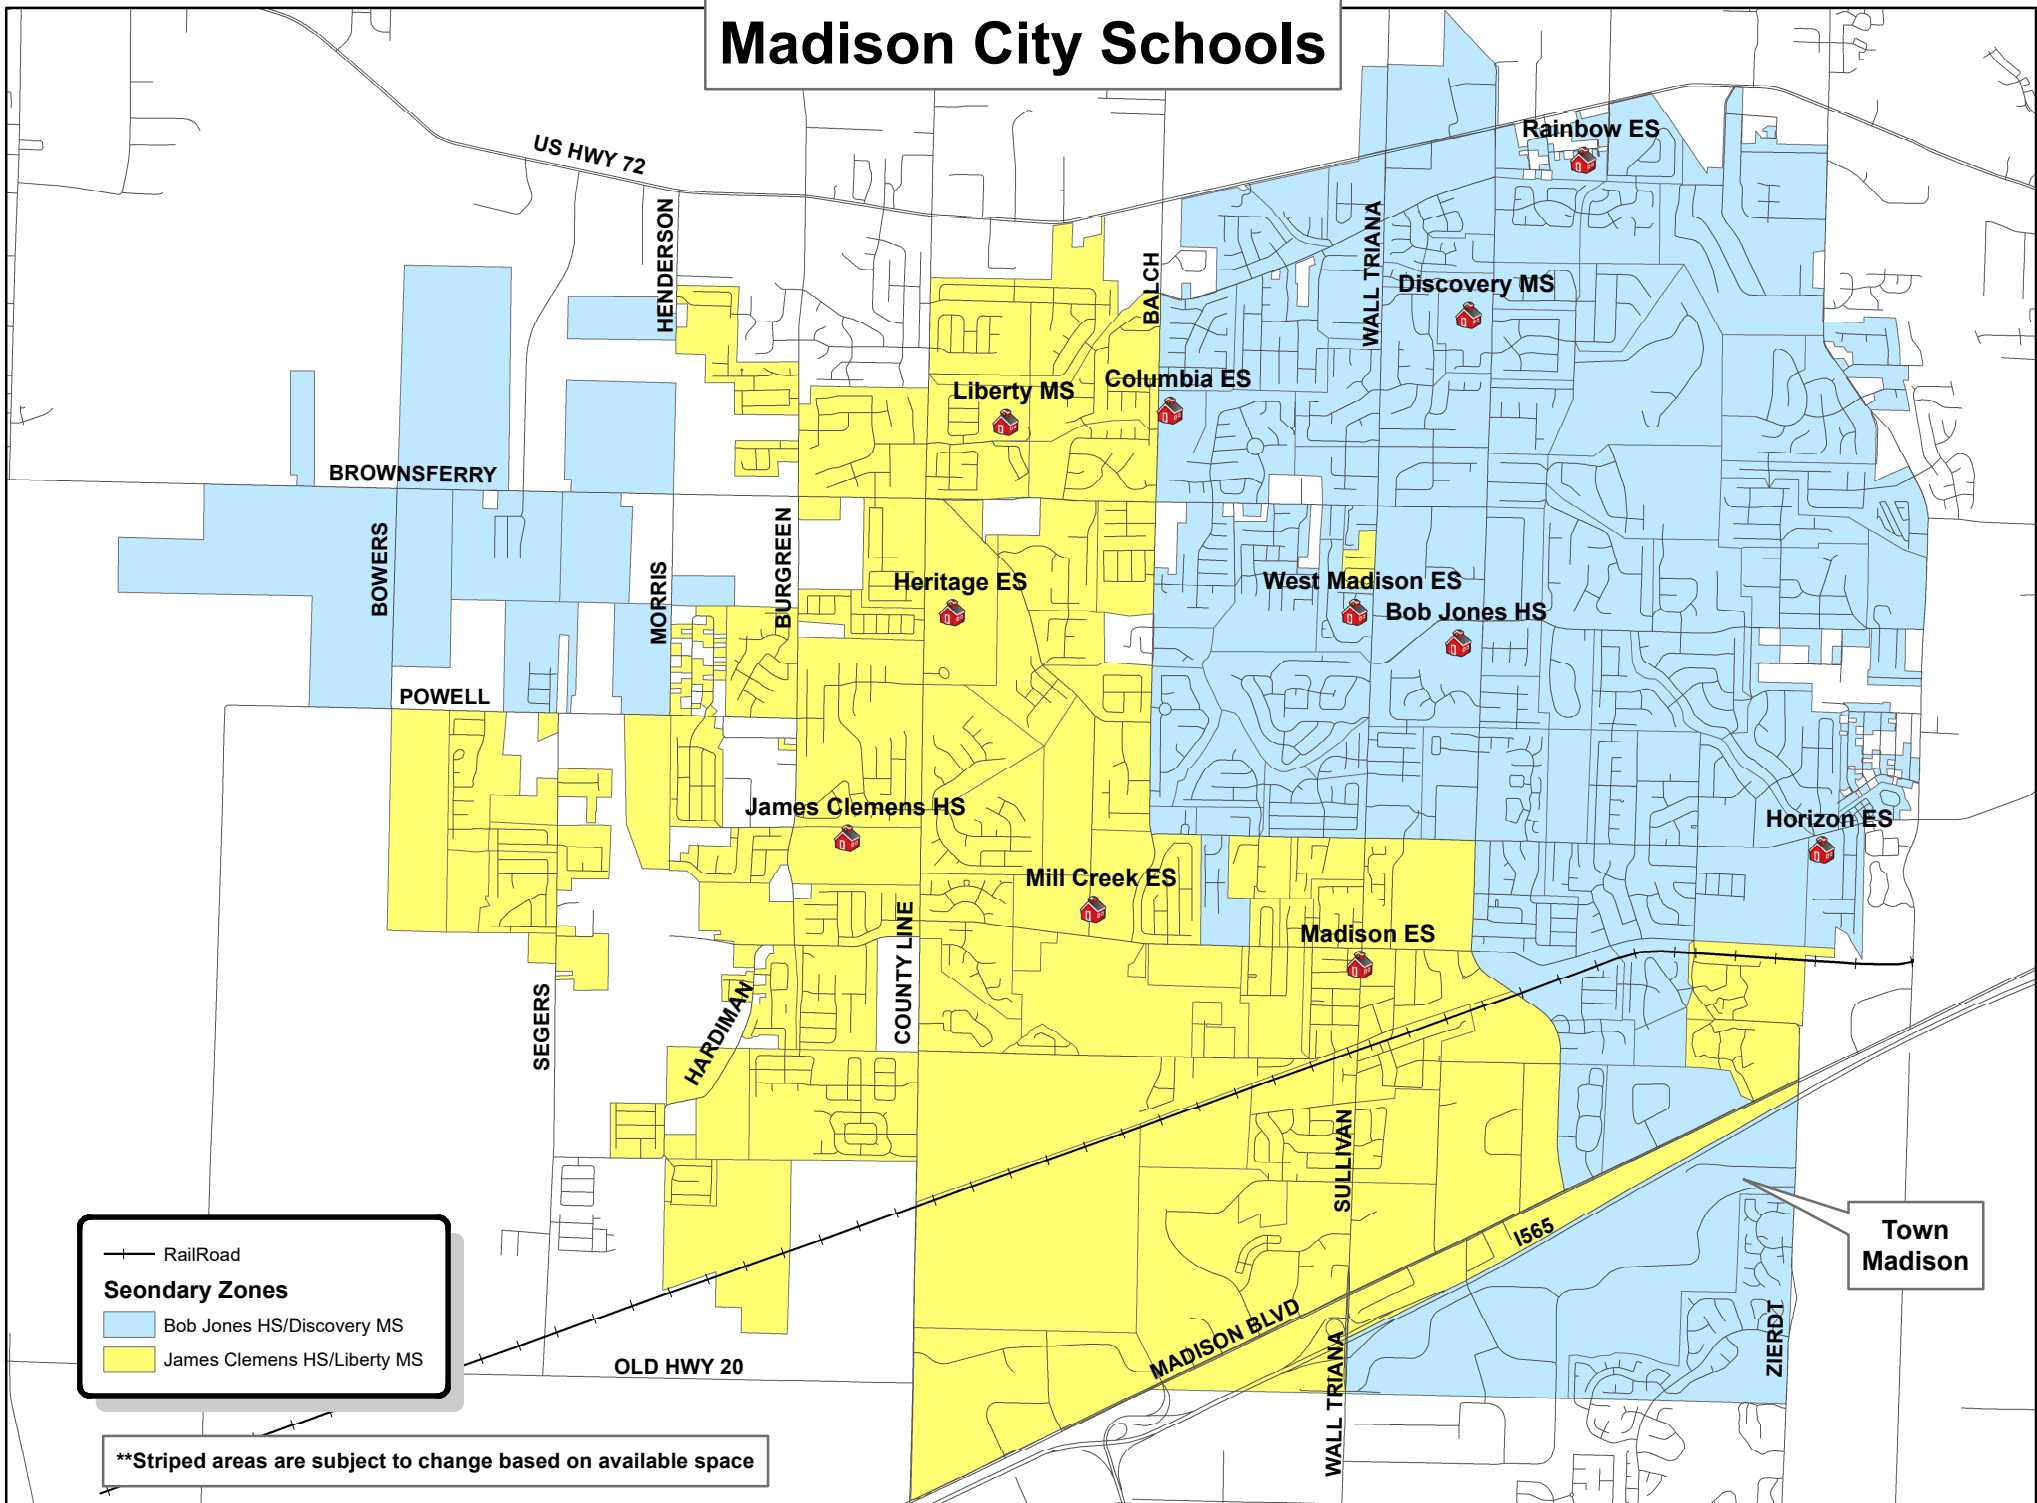 Madison City Schools
Rainbow ES
US HWY 72
HENDERSON
WALL TRIANA
BALCH
Discovery MS
Columbia ES
Liberty MS
BROWNSFERRY
BOWERS
BURGREEN
MORRIS
Heritage ES
West Madison ES
Bob Jones HS
POWELL
James Clemens HS
Horizon ES
Mill Creek ES
COUNTY LINE
Madison ES
SEGERS
HARDIMAN
SULLIVAN
I565
Town
Madison
MADISON BLVD
ZIERDT
WALL TRIANA
OLD HWY 20
RailRoad
Seondary Zones
Bob Jones HS/Discovery MS
James Clemens HS/Liberty MS
**Striped areas are subject to change based on available space